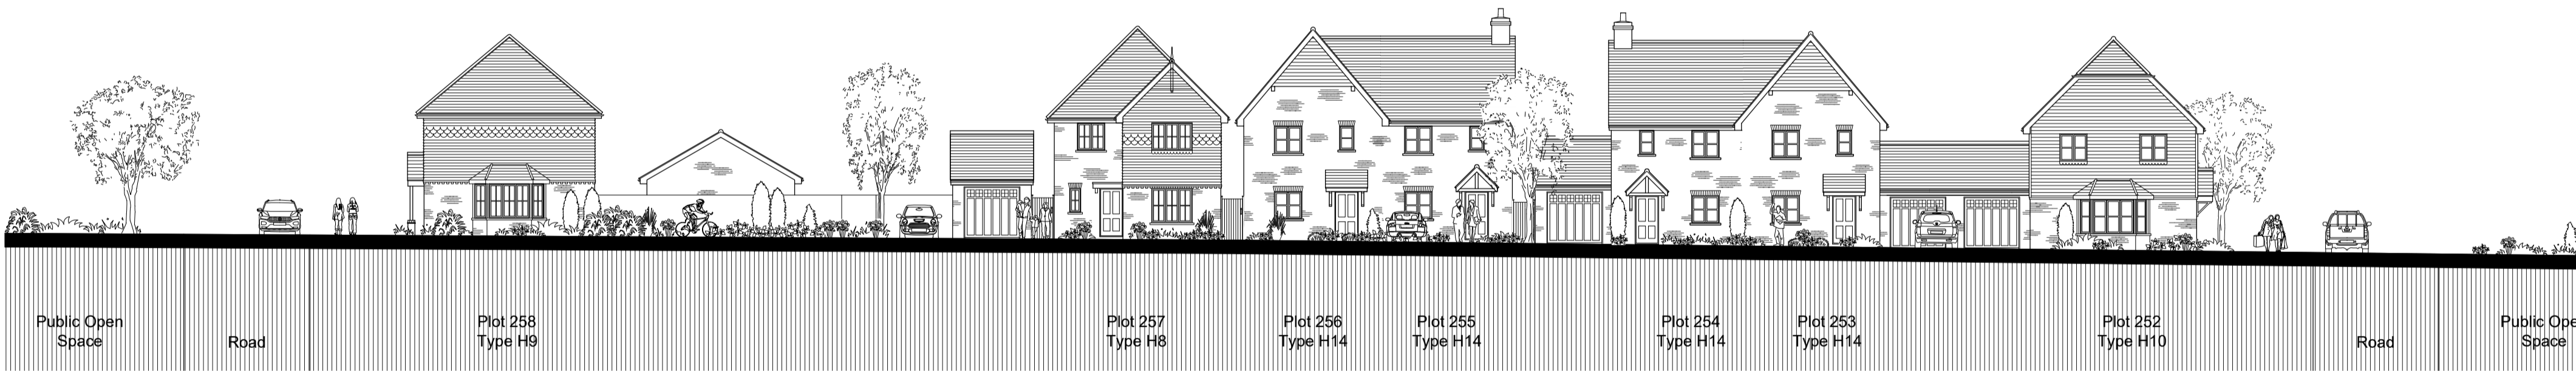 Public Open
Space
Road
Plot 258
Type H9
Plot 257
Type H8
Plot 256
Type H14
Plot 255
Type H14
Plot 254
Type H14
Plot 253
Type H14
Plot 252
Type H10
Road
Public Ope
Space